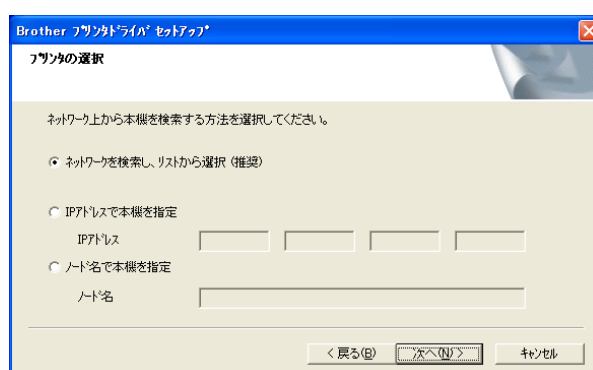 Brother ﾌﾟﾘﾝﾀﾄﾞﾗｲﾊﾞ ｾｯﾄｱｯﾌﾟ
ﾌﾟﾘﾝﾀの選択
ﾈｯﾄﾜｰｸ上から本機を検索する方法を選択してください。
ﾈｯﾄﾜｰｸを検索し、ﾘｽﾄから選択 (推奨)
IPｱﾄﾞﾚｽで本機を指定
IPｱﾄﾞﾚｽ
ﾉｰﾄﾞ名で本機を指定
ﾉｰﾄﾞ名
< 戻る(B) 次へ(N) > ｷｬﾝｾﾙ